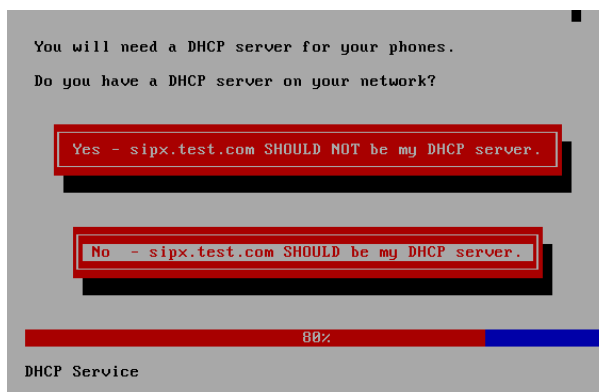 You will need a DHCP server for your phones.
Do you have a DHCP server on your network?
Yes - sipx.test.com SHOULD NOT be my DHCP server.
No  - sipx.test.com SHOULD be my DHCP server.
80%
DHCP Service